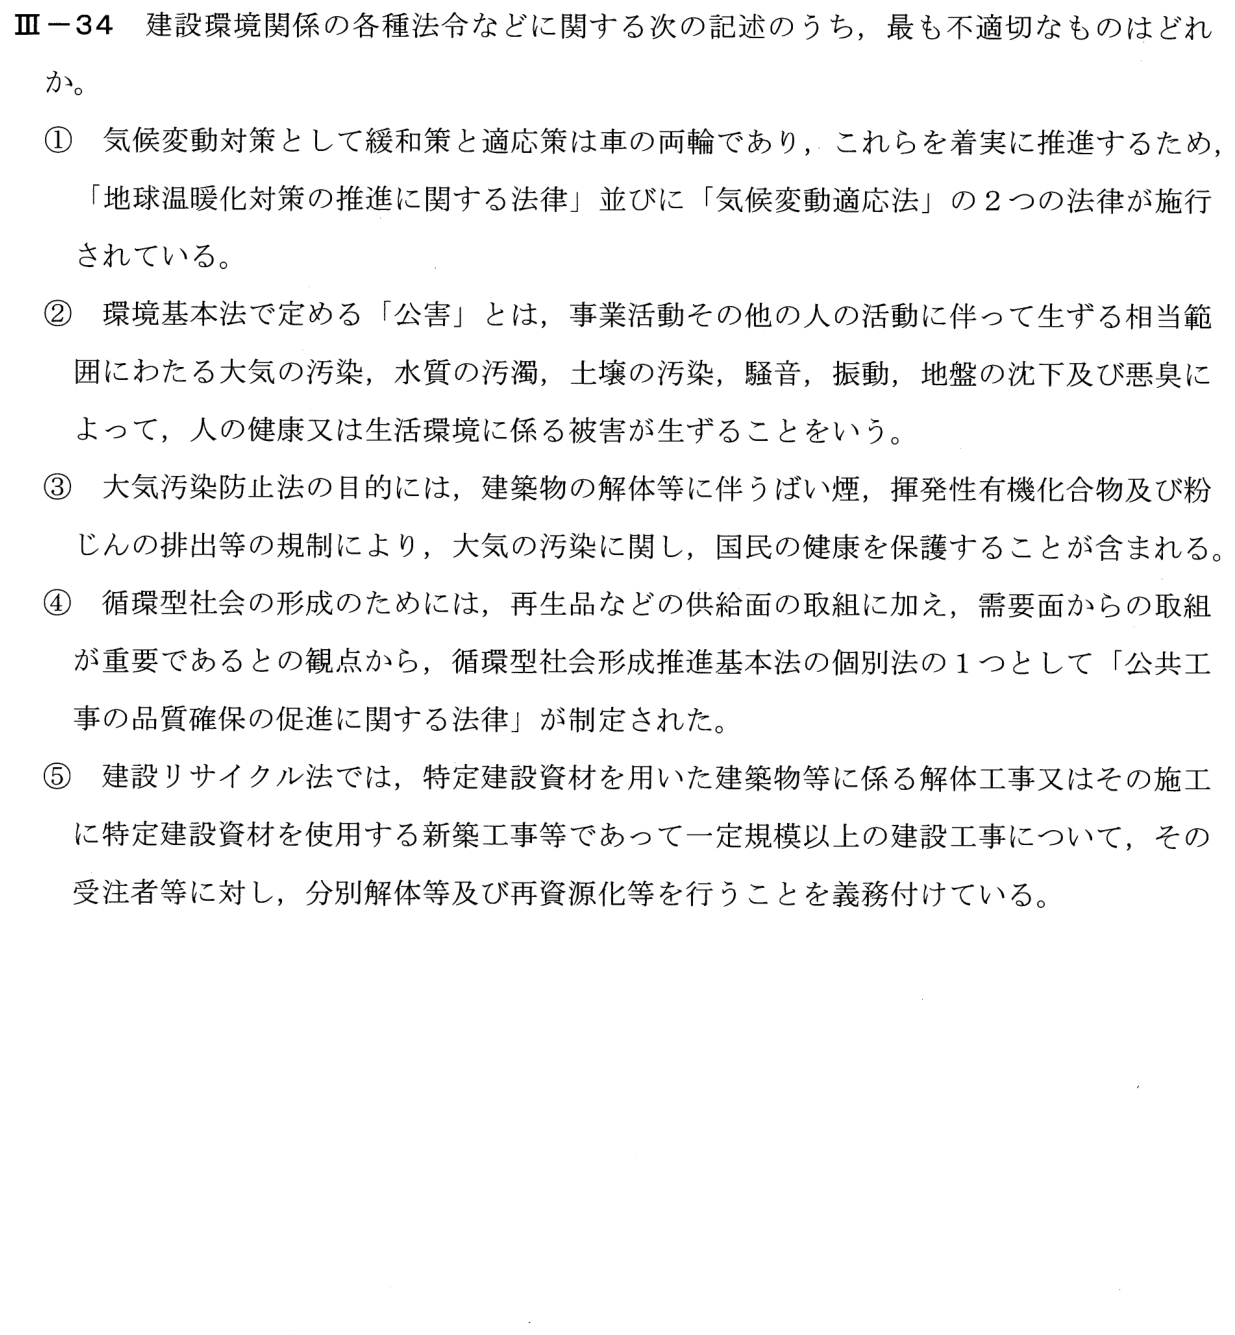 Ⅲ－34　建設環境関係の各種法令などに関する次の記述のうち，最も不適切なものはどれ
か。
①　気候変動対策として緩和策と適応策は車の両輪であり，これらを着実に推進するため，
「地球温暖化対策の推進に関する法律」並びに「気候変動適応法」の２つの法律が施行
されている。
②　環境基本法で定める「公害」とは，事業活動その他の人の活動に伴って生ずる相当範
囲にわたる大気の汚染，水質の汚濁，土壌の汚染，騒音，振動，地盤の沈下及び悪臭に
よって，人の健康又は生活環境に係る被害が生ずることをいう。
③　大気汚染防止法の目的には，建築物の解体等に伴うばい煙，揮発性有機化合物及び粉
じんの排出等の規制により，大気の汚染に関し，国民の健康を保護することが含まれる。
④　循環型社会の形成のためには，再生品などの供給面の取組に加え，需要面からの取組
が重要であるとの観点から，循環型社会形成推進基本法の個別法の１つとして「公共工
事の品質確保の促進に関する法律」が制定された。
⑤　建設リサイクル法では，特定建設資材を用いた建築物等に係る解体工事又はその施工
に特定建設資材を使用する新築工事等であって一定規模以上の建設工事について，その
受注者等に対し，分別解体等及び再資源化等を行うことを義務付けている。